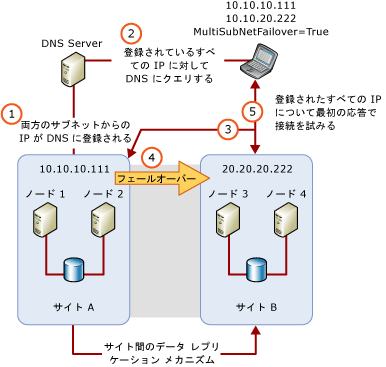 10.10.10.111
10.10.20.222
MultiSubNetFailover=True
DNS Server
2
登録されているすべ
ての IP に対して
DNS にクエリする
1
両方のサブネットからの
IP が DNS に登録される
5
登録されたすべての IP
について最初の応答で
接続を試みる
3
4
10.10.10.111
フェールオーバー
20.20.20.222
ノード 1
ノード 2
ノード 3
ノード 4
サイト A
サイト B
サイト間のデータ レプリ
ケーション メカニズム